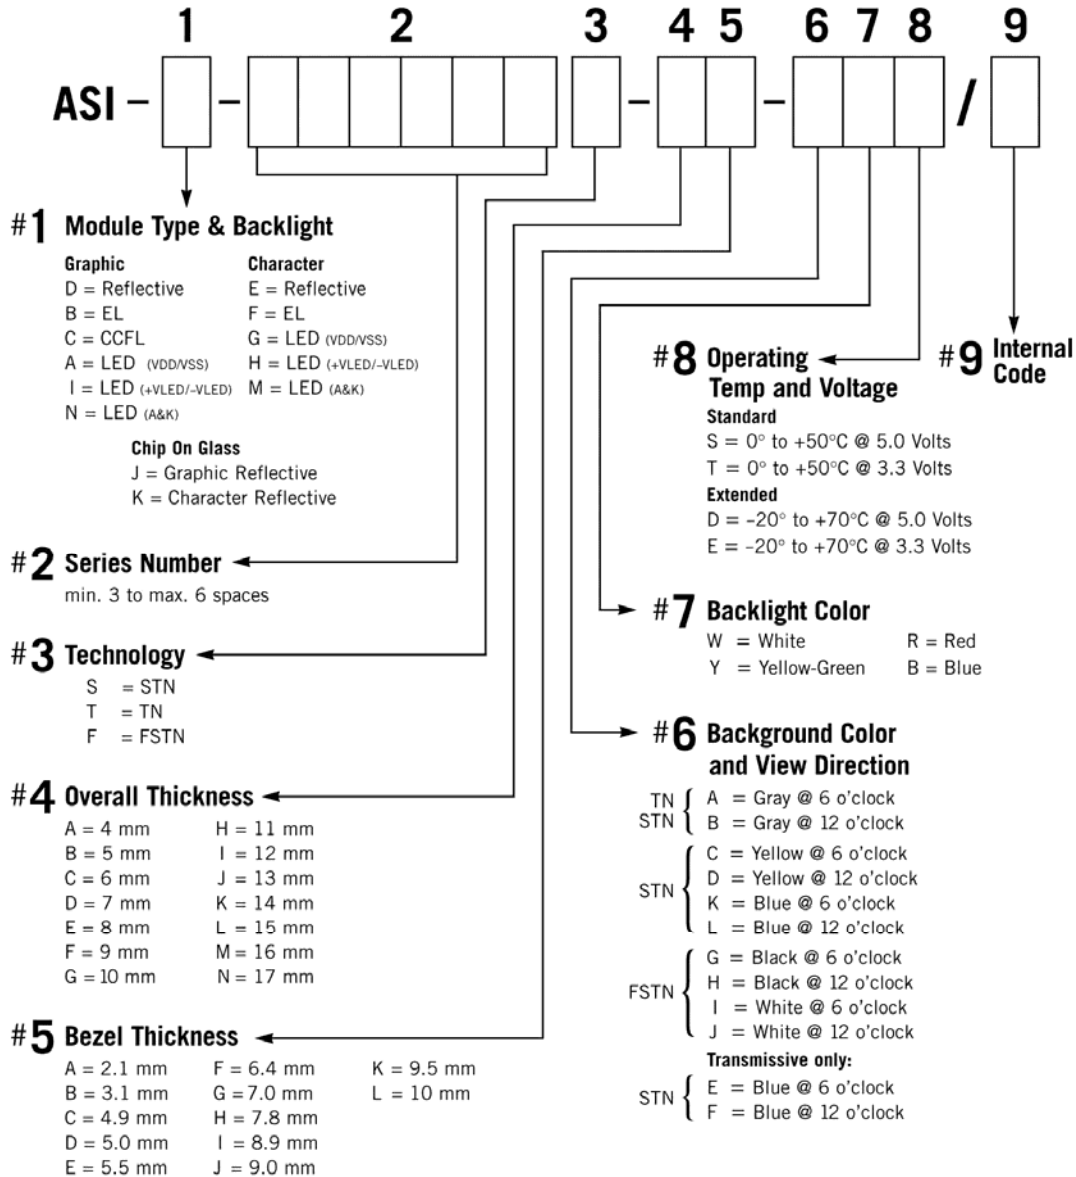 1 2 3 4 5 6 7 8 9
ASI – – – – /
#1 Module Type & Backlight
Graphic Character
D = Reflective E = Reflective
B = EL F = EL
C = CCFL G = LED (VDD/VSS)
A = LED (VDD/VSS) H = LED (+VLED/–VLED)
I = LED (+VLED/–VLED) M = LED (A&K)
N = LED (A&K)
Chip On Glass
J = Graphic Reflective
K = Character Reflective
#2 Series Number
min. 3 to max. 6 spaces
#3 Technology
S = STN
T = TN
F = FSTN
#4 Overall Thickness
A = 4 mm H = 11 mm
B = 5 mm I = 12 mm
C = 6 mm J = 13 mm
D = 7 mm K = 14 mm
E = 8 mm L = 15 mm
F = 9 mm M = 16 mm
G = 10 mm N = 17 mm
#5 Bezel Thickness
A = 2.1 mm F = 6.4 mm K = 9.5 mm
B = 3.1 mm G = 7.0 mm L = 10 mm
C = 4.9 mm H = 7.8 mm
D = 5.0 mm I = 8.9 mm
E = 5.5 mm J = 9.0 mm
#8 Operating
Temp and Voltage
Standard
S = 0° to +50°C @ 5.0 Volts
T = 0° to +50°C @ 3.3 Volts
Extended
D = –20° to +70°C @ 5.0 Volts
E = –20° to +70°C @ 3.3 Volts
#9 Internal
Code
#7 Backlight Color
W = White R = Red
Y = Yellow-Green B = Blue
#6 Background Color
and View Direction
TN A = Gray @ 6 o'clock
STN B = Gray @ 12 o'clock
C = Yellow @ 6 o'clock
STN D = Yellow @ 12 o'clock
K = Blue @ 6 o'clock
L = Blue @ 12 o'clock
G = Black @ 6 o'clock
FSTN H = Black @ 12 o'clock
I = White @ 6 o'clock
J = White @ 12 o'clock
Transmissive only:
STN E = Blue @ 6 o'clock
F = Blue @ 12 o'clock